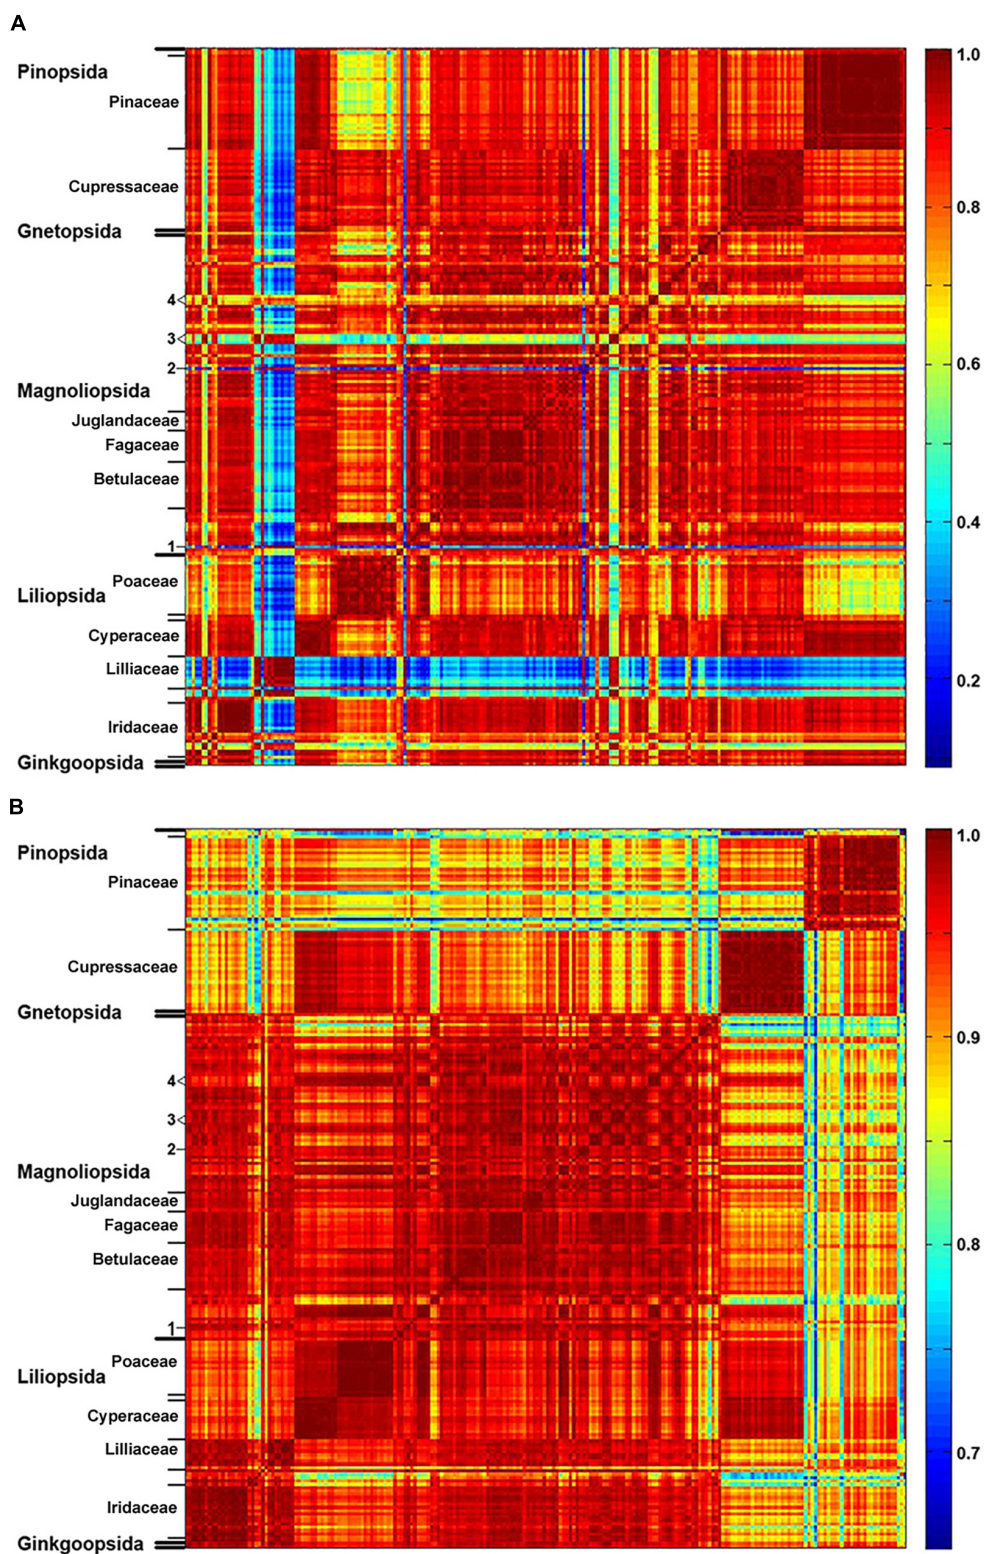 A
Pinopsida
Pinaceae
Cupressaceae
Gnetopsida
4
3
2
Magnoliopsida
Juglandaceae
Fagaceae
Betulaceae
1
Poaceae
Liliopsida
Cyperaceae
Lilliaceae
Iridaceae
Ginkgoopsida
1.0
0.8
0.6
0.4
0.2
B
Pinopsida
Pinaceae
Cupressaceae
Gnetopsida
4
3
2
Magnoliopsida
Juglandaceae
Fagaceae
Betulaceae
1
Poaceae
Liliopsida
Cyperaceae
Lilliaceae
Iridaceae
Ginkgoopsida
1.0
0.9
0.8
0.7